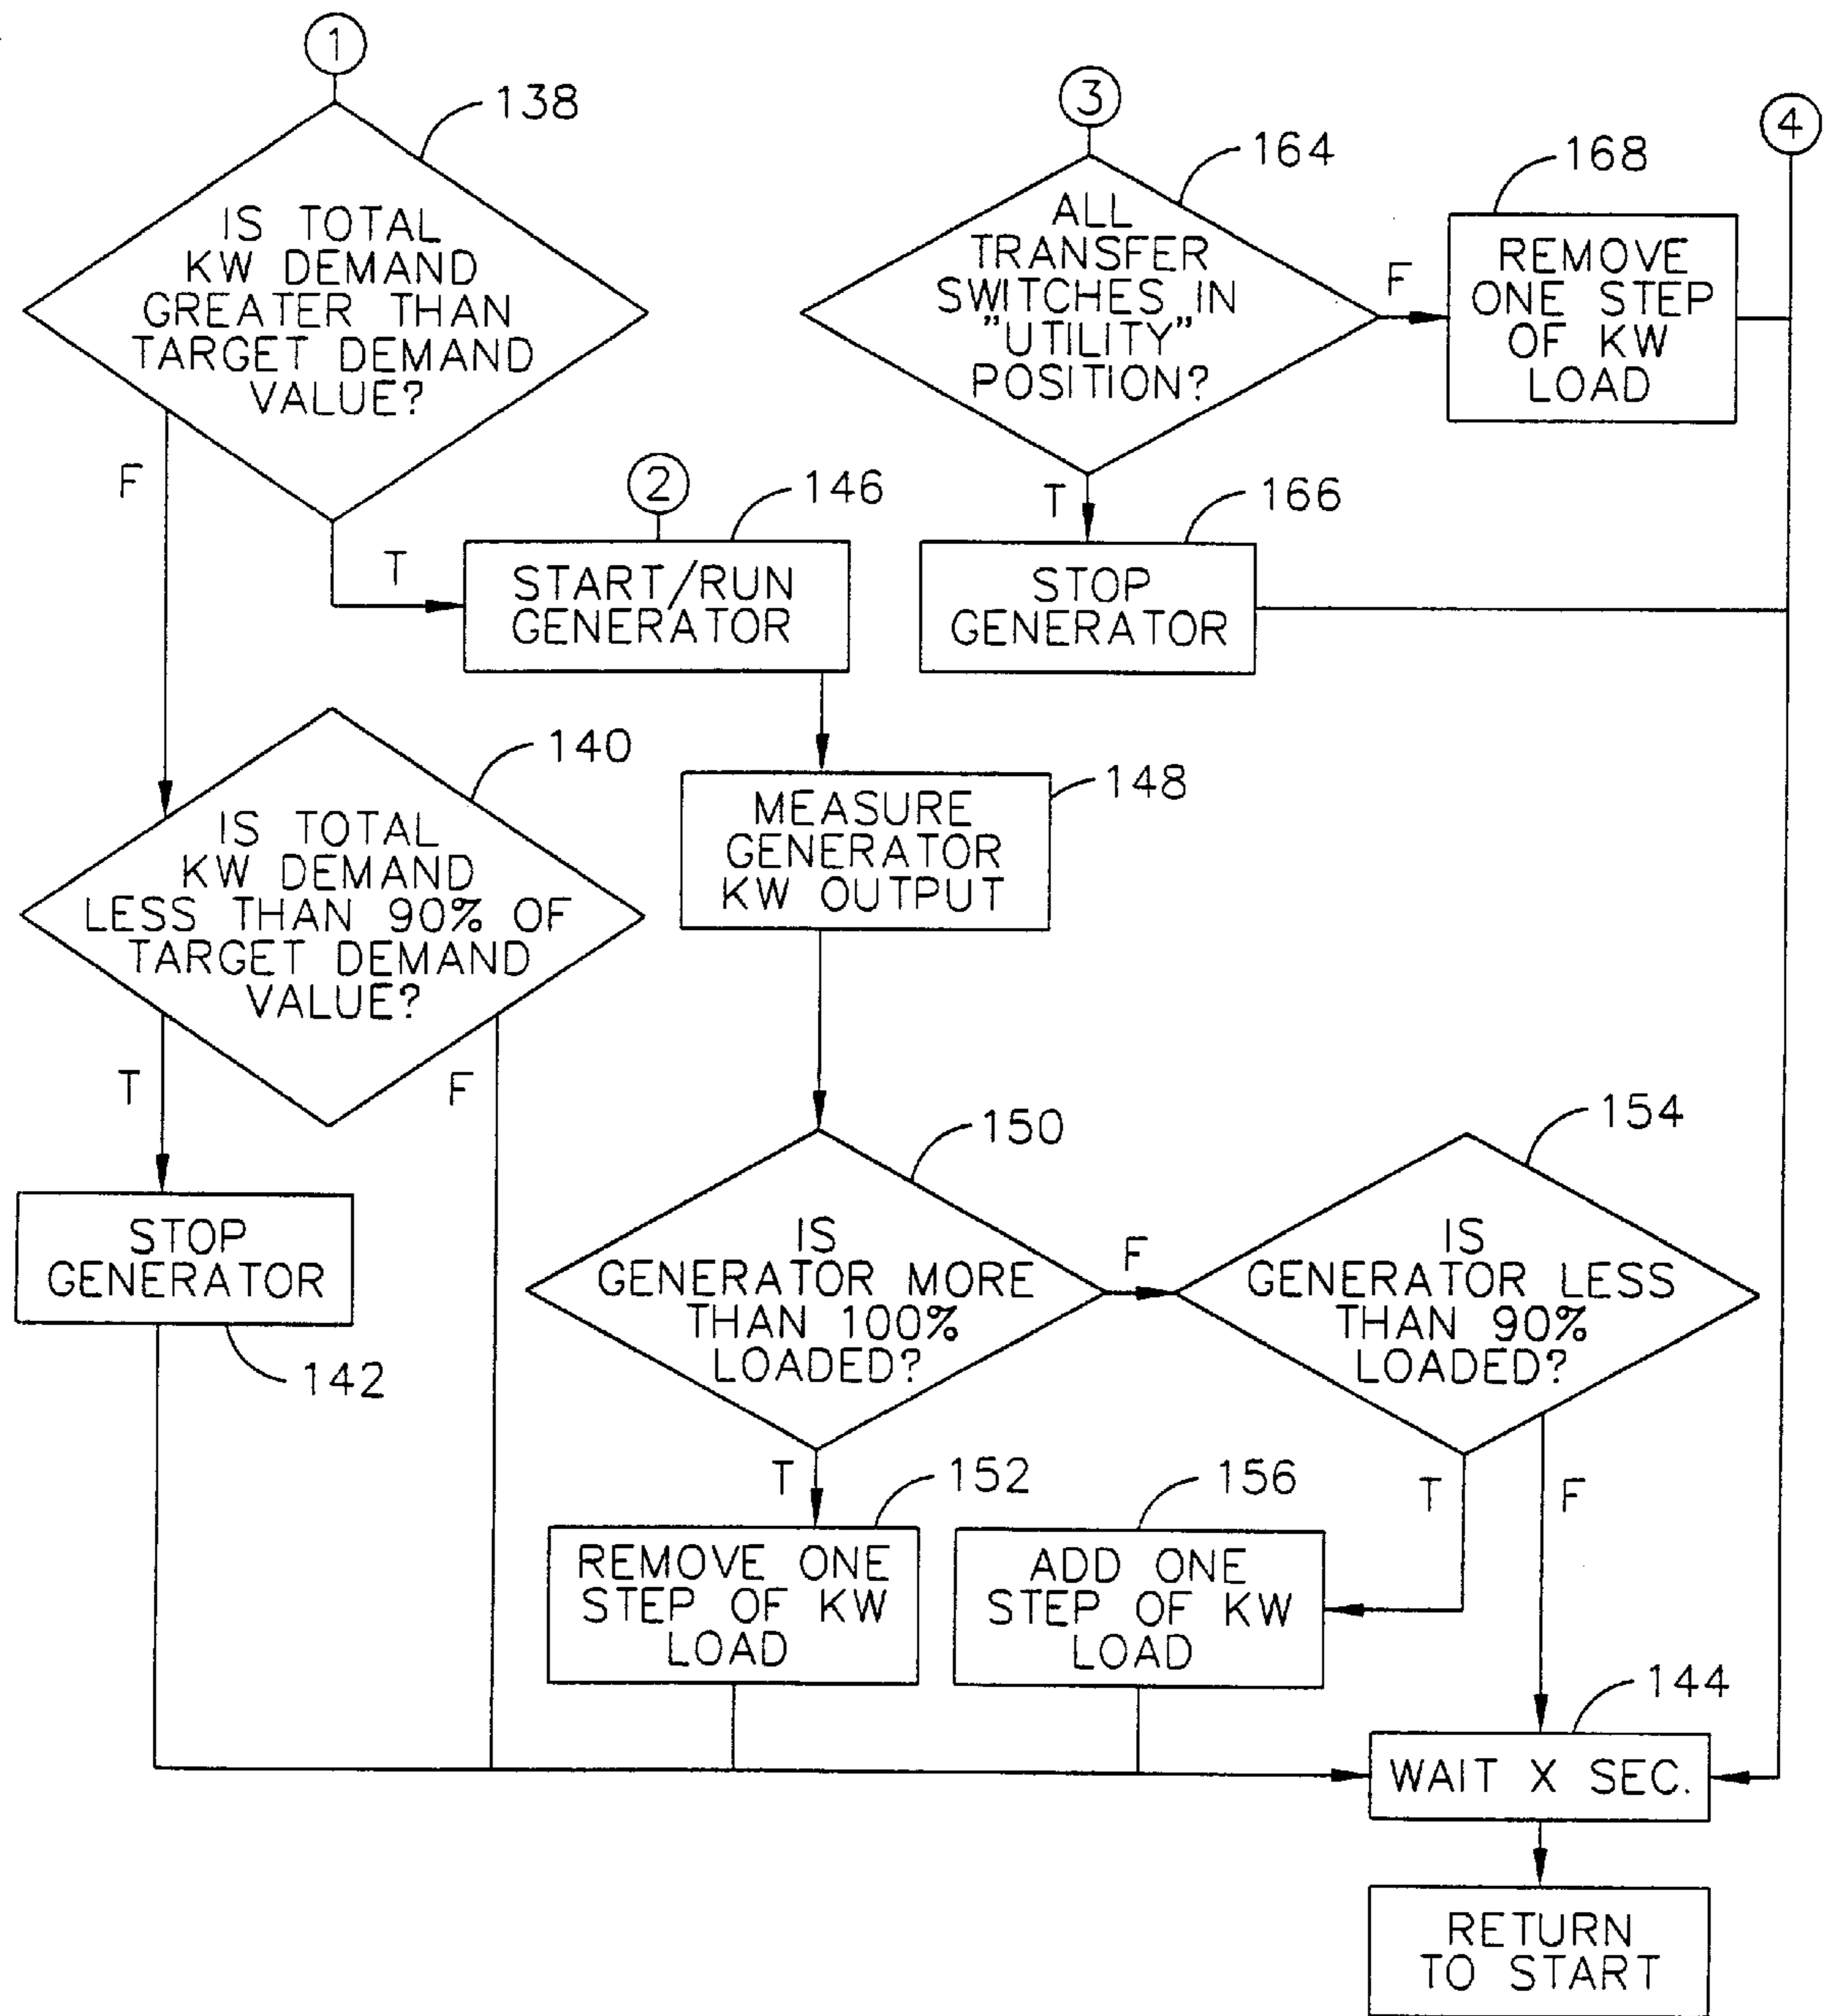 1
138
IS TOTAL
KW DEMAND
GREATER THAN
TARGET DEMAND
VALUE?
F
T
2
146
START/RUN
GENERATOR
3
164
ALL
TRANSFER
SWITCHES IN
"UTILITY"
POSITION?
F
T
168
REMOVE
ONE STEP
OF KW
LOAD
4
166
STOP
GENERATOR
140
IS TOTAL
KW DEMAND
LESS THAN 90% OF
TARGET DEMAND
VALUE?
T
F
148
MEASURE
GENERATOR
KW OUTPUT
STOP
GENERATOR
142
150
IS
GENERATOR MORE
THAN 100%
LOADED?
F
T
154
IS
GENERATOR LESS
THAN 90%
LOADED?
T
F
152
REMOVE ONE
STEP OF KW
LOAD
156
ADD ONE
STEP OF KW
LOAD
144
WAIT X SEC.
RETURN
TO START